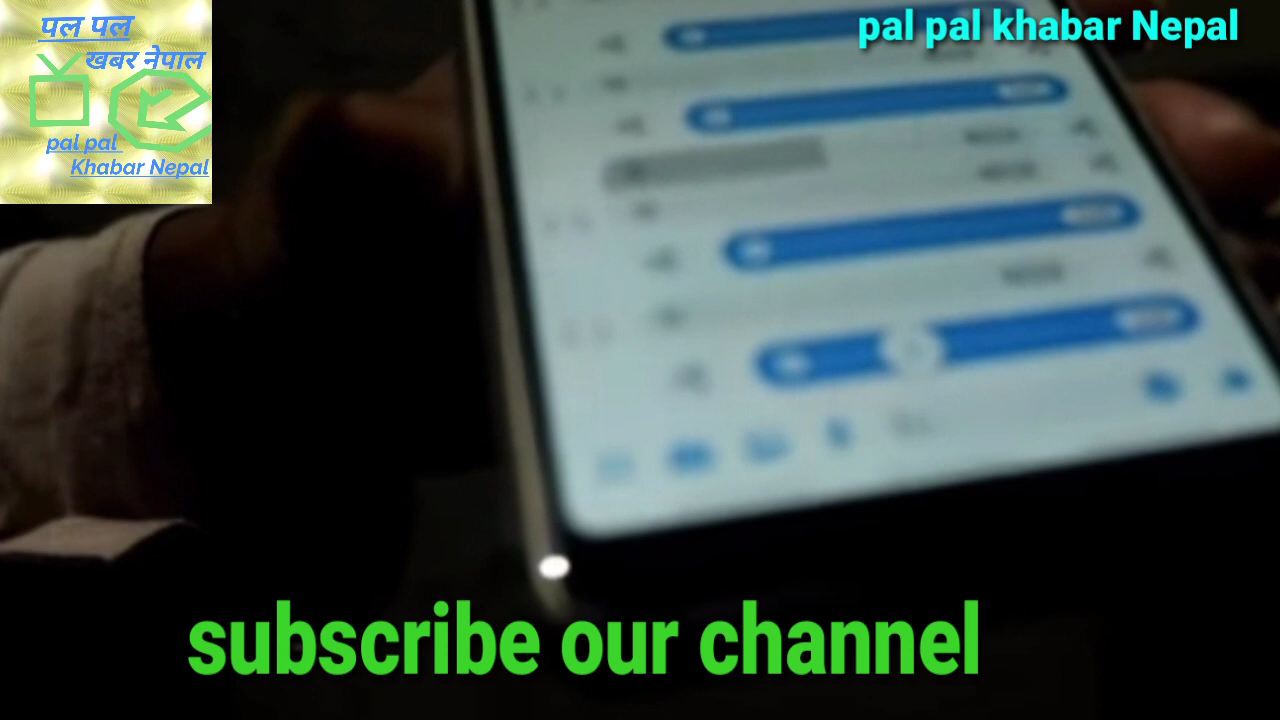 पल पल
खबर नेपाल
pal pal
Khabar Nepal
pal pal khabar Nepal
subscribe our channel